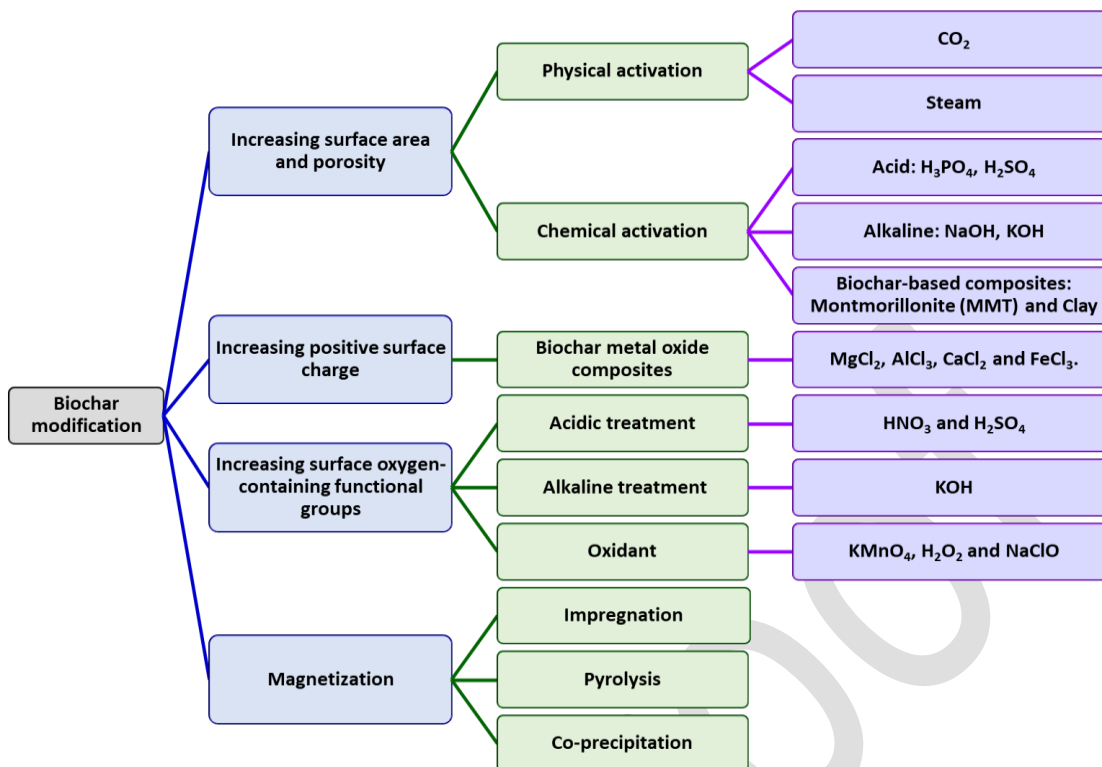 CO₂
Physical activation
Steam
Increasing surface area
and porosity
Acid: H₃PO₄, H₂SO₄
Chemical activation
Alkaline: NaOH, KOH
Biochar-based composites:
Montmorillonite (MMT) and Clay
Increasing positive surface
charge
Biochar metal oxide
composites
MgCl₂, AlCl₃, CaCl₂ and FeCl₃.
Biochar
modification
Acidic treatment
HNO₃ and H₂SO₄
Increasing surface oxygen-
containing functional
groups
Alkaline treatment
KOH
Oxidant
KMnO₄, H₂O₂ and NaClO
Impregnation
Magnetization
Pyrolysis
Co-precipitation